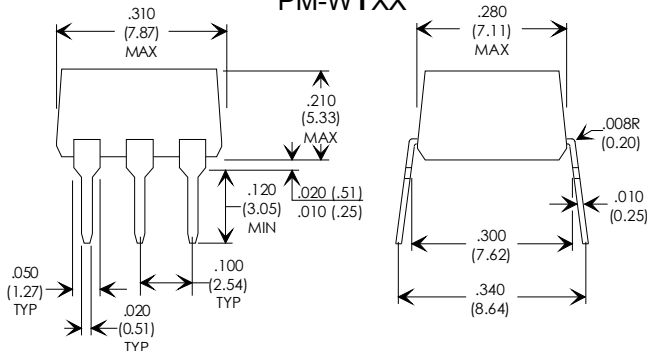 PM-W1XX
.310
(7.87)
MAX
.280
(7.11)
MAX
.210
(5.33)
MAX
.008R
(0.20)
.120
(3.05)
MIN
.020 (.51)
.010 (.25)
.010
(0.25)
.050
(1.27)
TYP
.100
(2.54)
TYP
.300
(7.62)
.020
(0.51)
TYP
.340
(8.64)